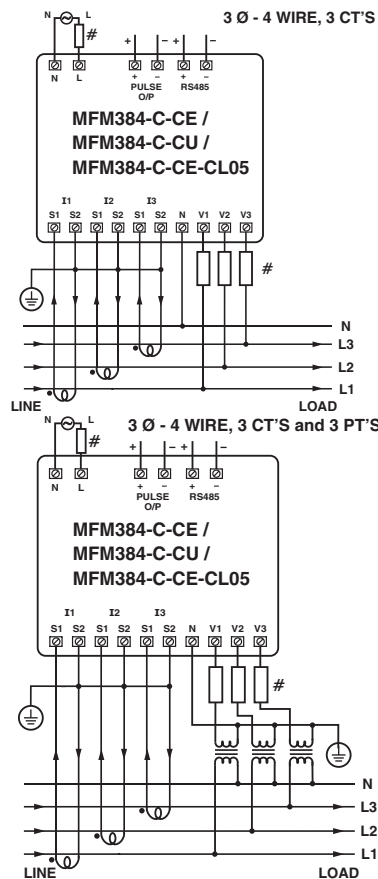 3 Ø - 4 WIRE, 3 CT'S
N L
#
+ − + −
N L + − + −
PULSE O/P RS485
MFM384-C-CE /
MFM384-C-CU /
MFM384-C-CE-CL05
I1 I2 I3
S1 S2 S1 S2 S1 S2 N V1 V2 V3
#
N
L3
L2
L1
LINE LOAD
3 Ø - 4 WIRE, 3 CT'S and 3 PT'S
N L
#
+ − + −
N L + − + −
PULSE O/P RS485
MFM384-C-CE /
MFM384-C-CU /
MFM384-C-CE-CL05
I1 I2 I3
S1 S2 S1 S2 S1 S2 N V1 V2 V3
#
N
L3
L2
L1
LINE LOAD